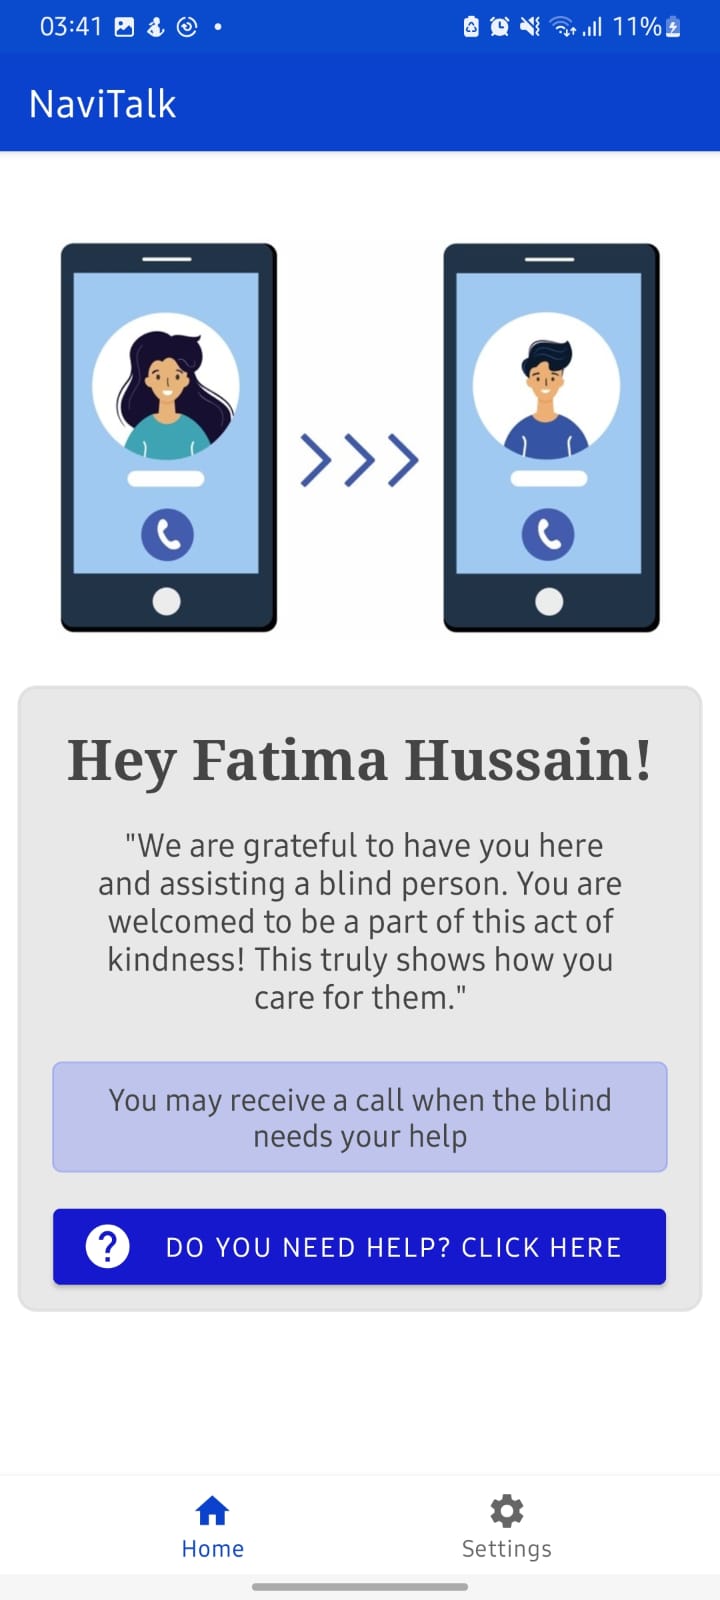 03:41 11%
NaviTalk
Hey Fatima Hussain!
"We are grateful to have you here
and assisting a blind person. You are
welcomed to be a part of this act of
kindness! This truly shows how you
care for them."
You may receive a call when the blind
needs your help
? DO YOU NEED HELP? CLICK HERE
Home Settings